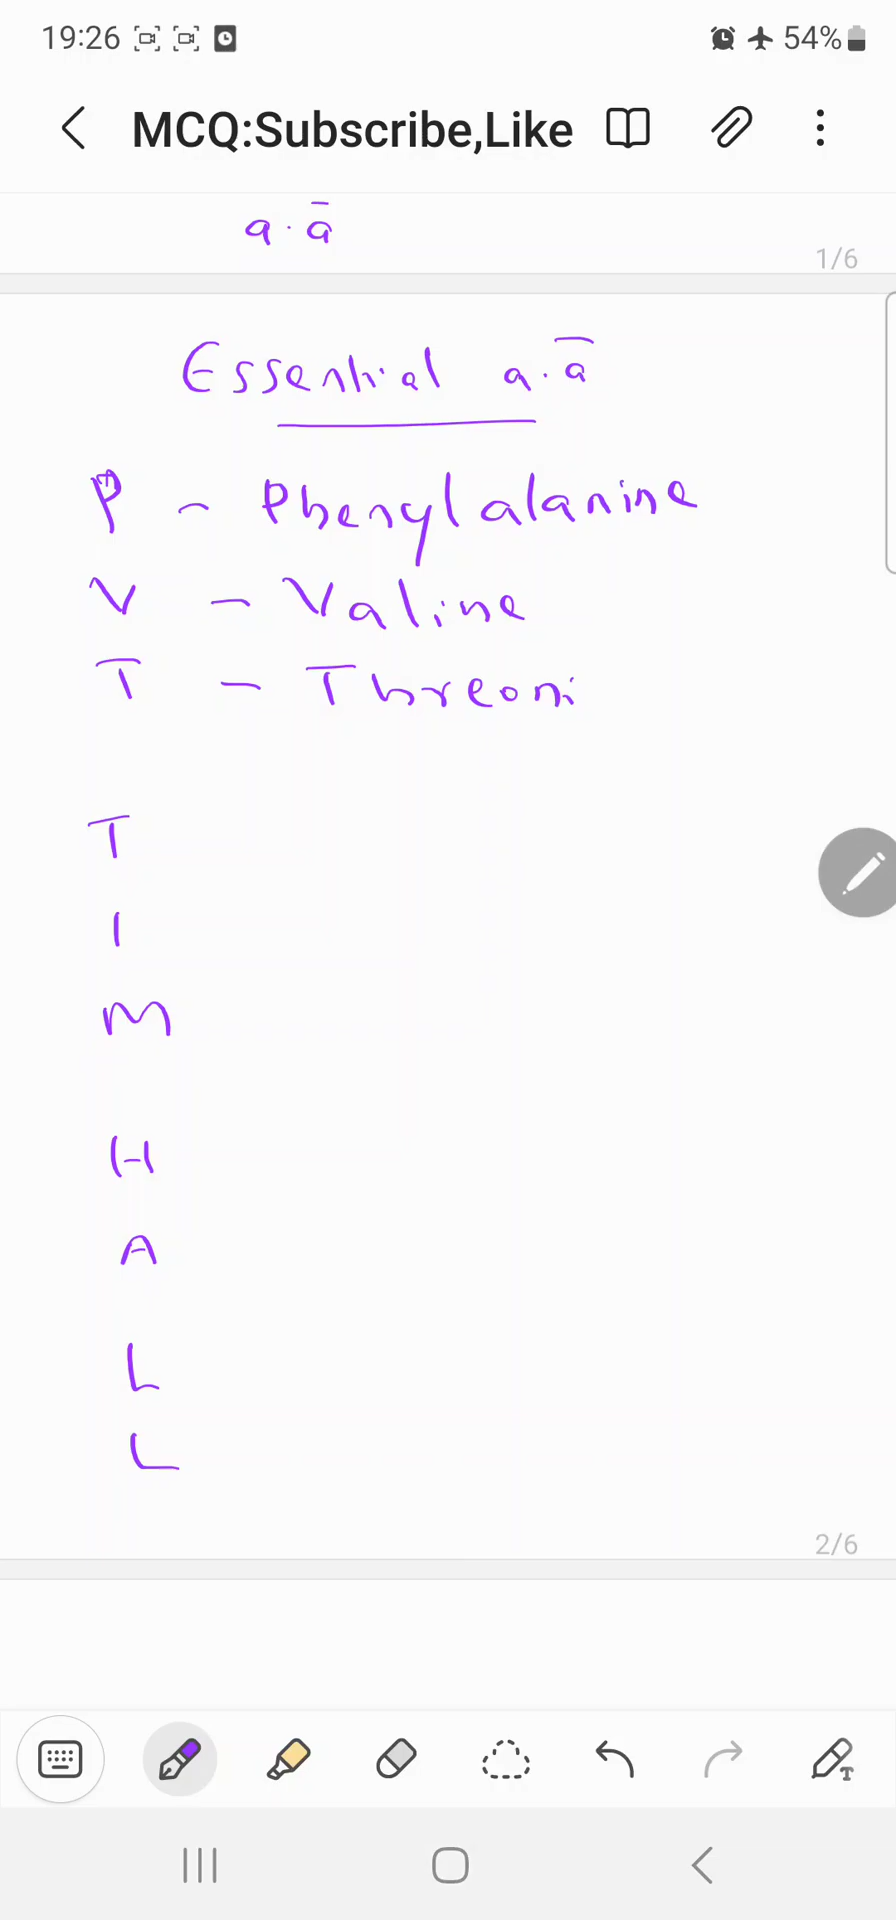 19:26 54%
MCQ:Subscribe,Like
a.ā
1/6
Essential a.ā
P - Phenylalanine
V - Valine
T - Threoni
T
I
M
H
A
L
L
2/6
T